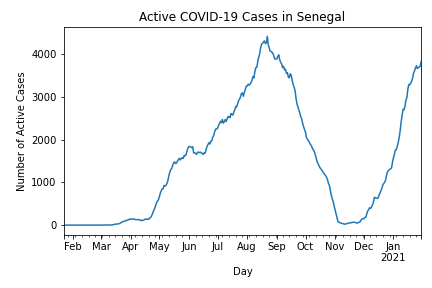 Active COVID-19 Cases in Senegal
Number of Active Cases
4000
3000
2000
1000
0
Feb Mar Apr May Jun Jul Aug Sep Oct Nov Dec Jan
2021
Day